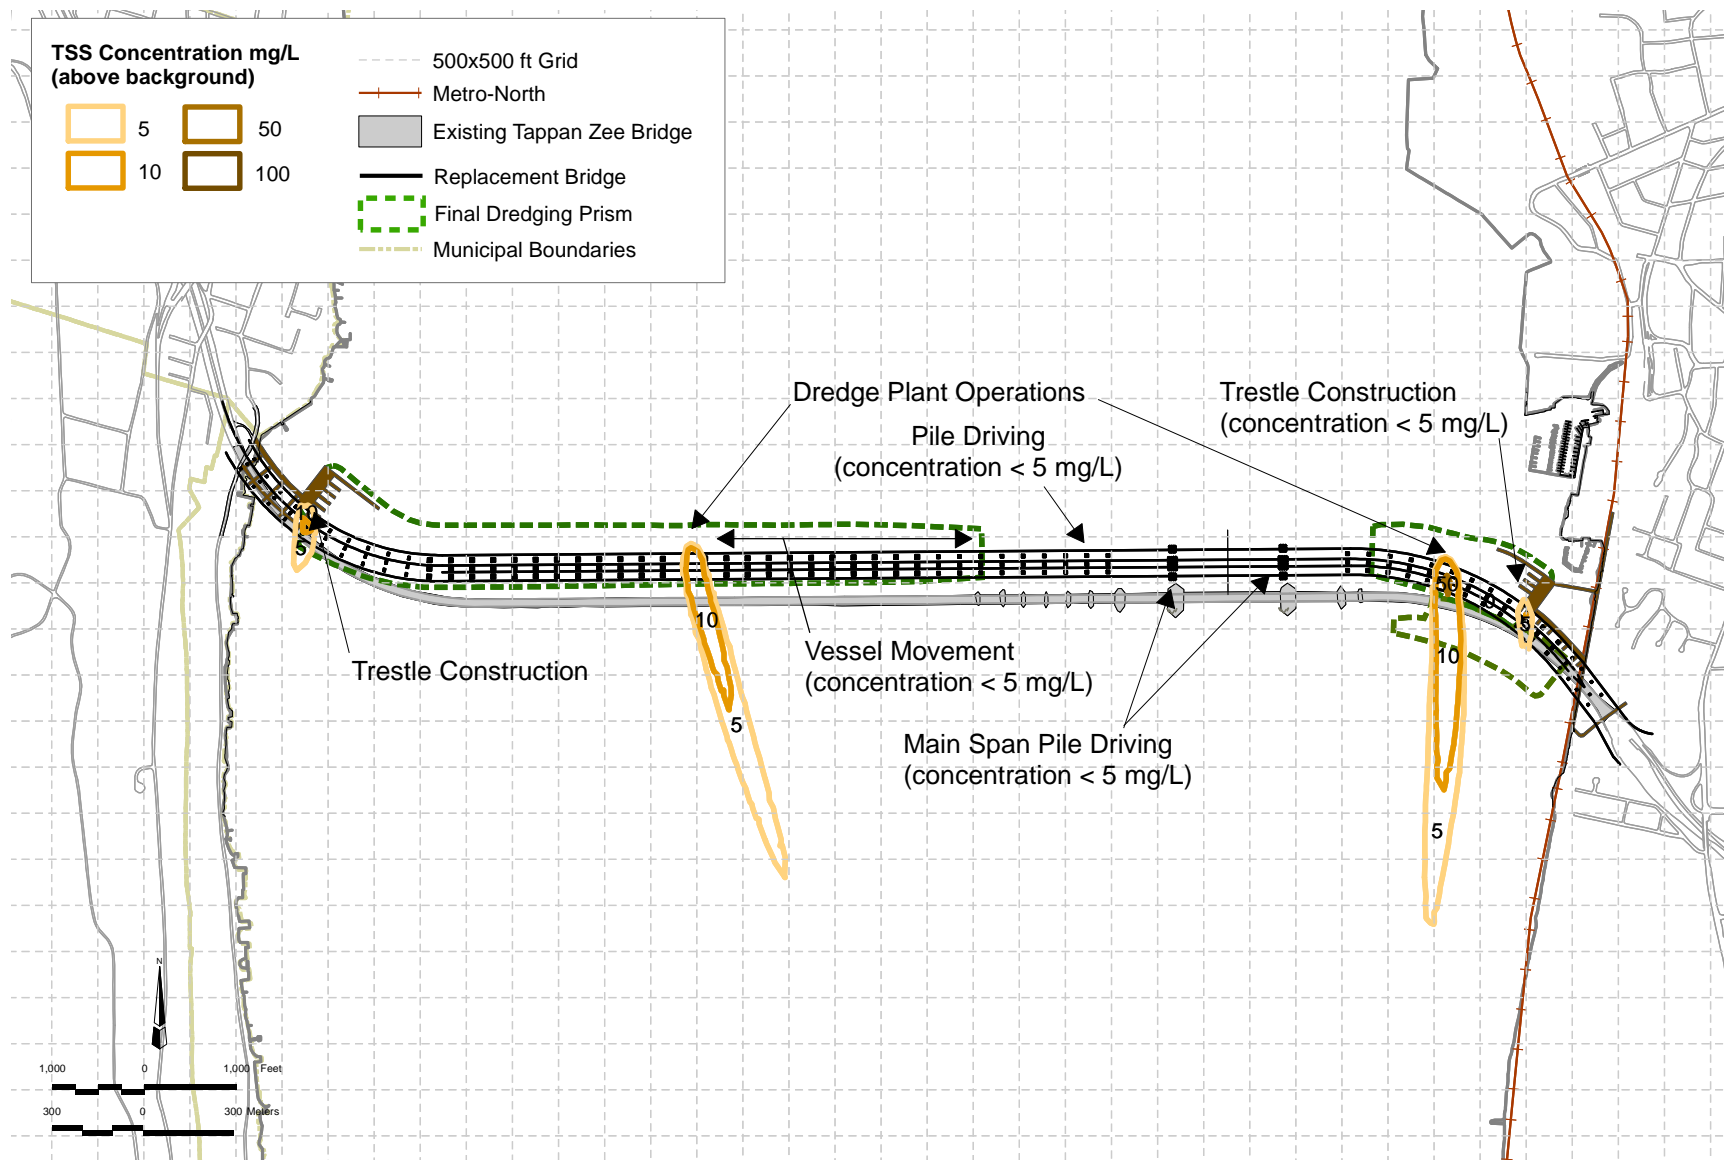 TSS Concentration mg/L
(above background)
5
50
10
100
500x500 ft Grid
Metro-North
Existing Tappan Zee Bridge
Replacement Bridge
Final Dredging Prism
Municipal Boundaries
Dredge Plant Operations
Pile Driving
(concentration < 5 mg/L)
Trestle Construction
(concentration < 5 mg/L)
10
5
50
5
10
10
Trestle Construction
Vessel Movement
(concentration < 5 mg/L)
5
Main Span Pile Driving
(concentration < 5 mg/L)
5
N
1,000 0 1,000 Feet
300 0 300 Meters